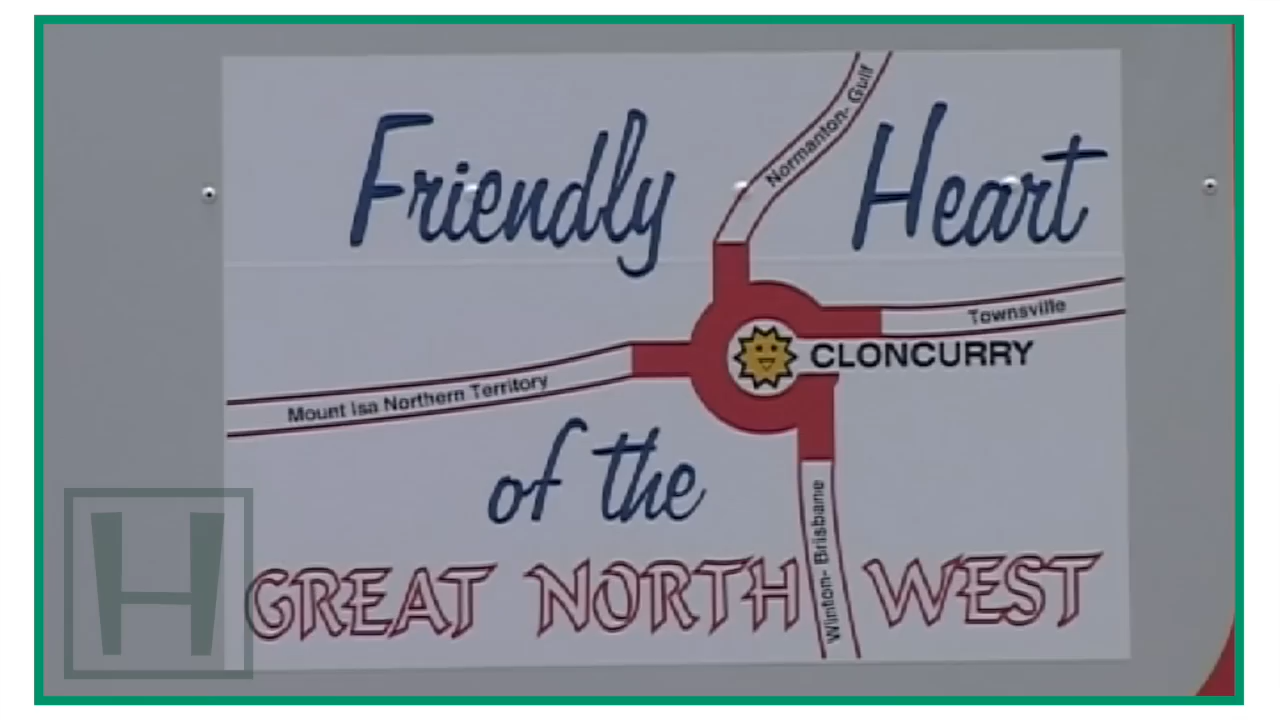 Friendly Heart
Normanton- Gulf
Townsville
CLONCURRY
Mount Isa Northern Territory
of the
Winton- Brisbane
GREAT NORTH WEST
H